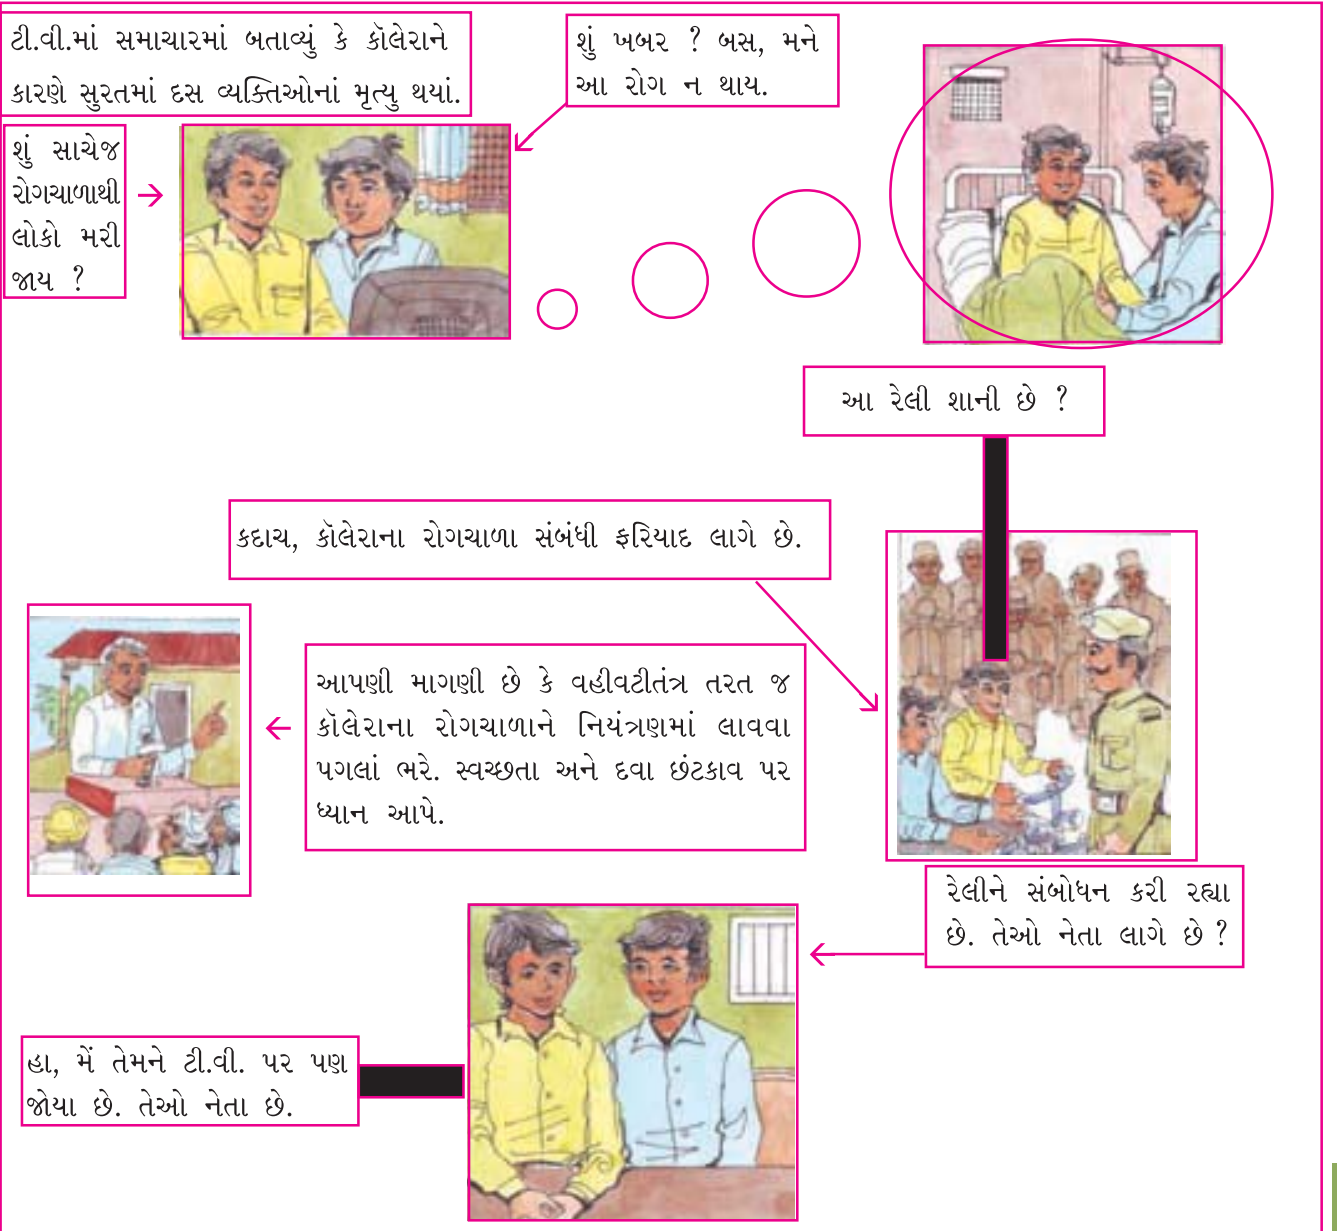 ટી.વી.માં સમાચારમાં બતાવ્યું કે કૉલેરાને
કારણે સુરતમાં દસ વ્યક્તિઓનાં મૃત્યુ થયાં.
શું ખબર ? બસ, મને
આ રોગ ન થાય.
શું સાચેજ
રોગચાળાથી
લોકો મરી
જાય ?
આ રેલી શાની છે ?
કદાચ, કૉલેરાના રોગચાળા સંબંધી ફરિયાદ લાગે છે.
આપણી માગણી છે કે વહીવટીતંત્ર તરત જ
કૉલેરાના રોગચાળાને નિયંત્રણમાં લાવવા
પગલાં ભરે. સ્વચ્છતા અને દવા છંટકાવ પર
ધ્યાન આપે.
રેલીને સંબોધન કરી રહ્યા
છે. તેઓ નેતા લાગે છે ?
હા, મેં તેમને ટી.વી. પર પણ
જોયા છે. તેઓ નેતા છે.